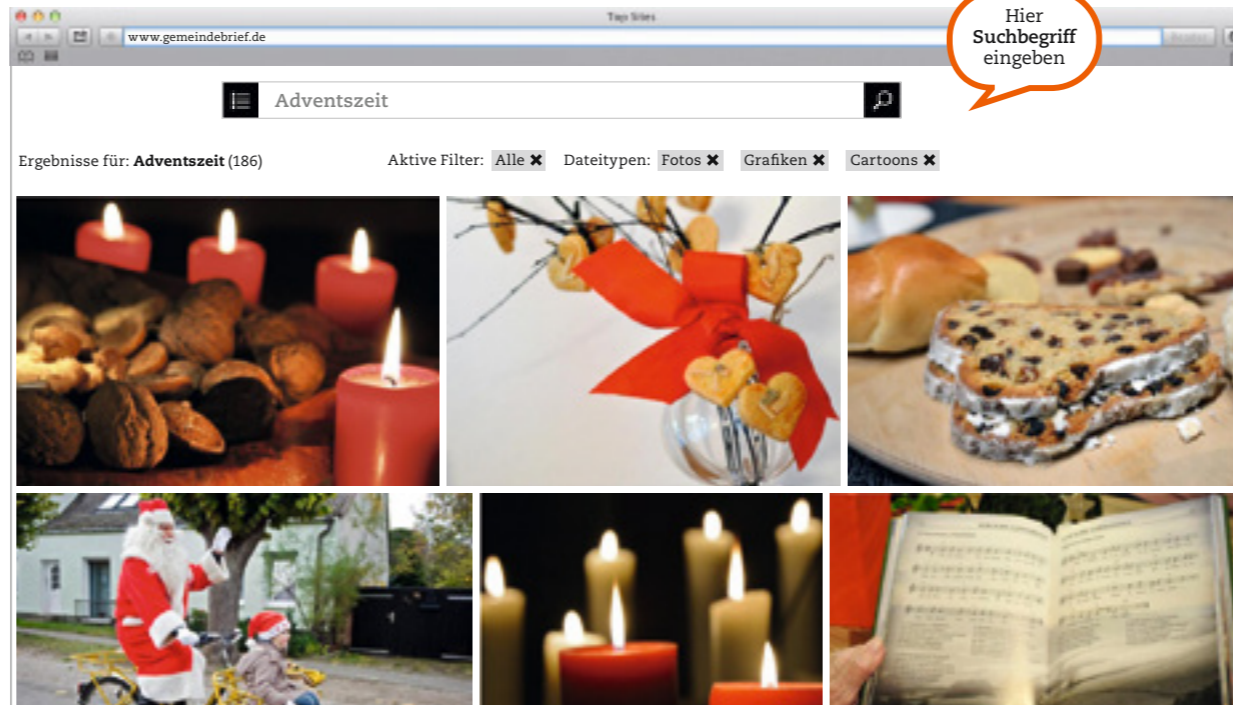 Top Sites
Hier
Suchbegriff
eingeben
www.gemeindebrief.de
Adventszeit
Ergebnisse für: Adventszeit (186) Aktive Filter: Alle ✖ Dateitypen: Fotos ✖ Grafiken ✖ Cartoons ✖